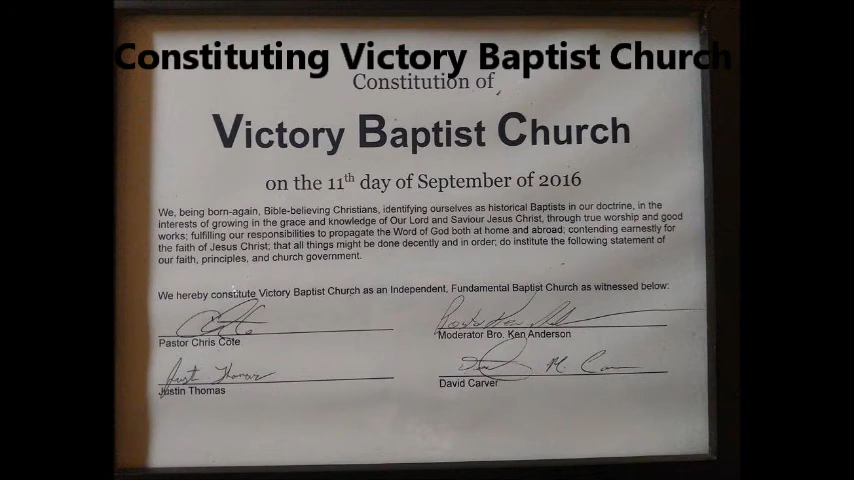 Constituting Victory Baptist Church
Constitution of
Victory Baptist Church
on the 11th day of September of 2016
We, being born-again, Bible-believing Christians, identifying ourselves as historical Baptists in our doctrine, in the
interests of growing in the grace and knowledge of Our Lord and Saviour Jesus Christ, through true worship and good
works; fulfilling our responsibilities to propagate the Word of God both at home and abroad; contending earnestly for
the faith of Jesus Christ; that all things might be done decently and in order; do institute the following statement of
our faith, principles, and church government.
We hereby constitute Victory Baptist Church as an Independent, Fundamental Baptist Church as witnessed below:
Pastor Chris Cote
Moderator Bro. Ken Anderson
Just Thomas
Justin Thomas
David Carver